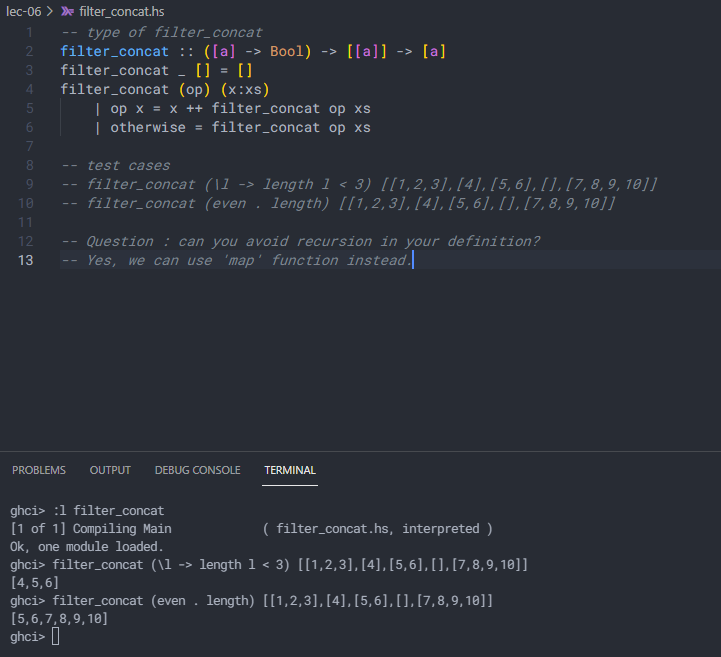 lec-06 > filter_concat.hs
1 -- type of filter_concat
2 filter_concat :: ([a] -> Bool) -> [[a]] -> [a]
3 filter_concat _ [] = []
4 filter_concat (op) (x:xs)
5     | op x = x ++ filter_concat op xs
6     | otherwise = filter_concat op xs
7
8 -- test cases
9 -- filter_concat (\l -> length l < 3) [[1,2,3],[4],[5,6],[],[7,8,9,10]]
10 -- filter_concat (even . length) [[1,2,3],[4],[5,6],[],[7,8,9,10]]
11
12 -- Question : can you avoid recursion in your definition?
13 -- Yes, we can use 'map' function instead.
PROBLEMS OUTPUT DEBUG CONSOLE TERMINAL
ghci> :l filter_concat
[1 of 1] Compiling Main             ( filter_concat.hs, interpreted )
Ok, one module loaded.
ghci> filter_concat (\l -> length l < 3) [[1,2,3],[4],[5,6],[],[7,8,9,10]]
[4,5,6]
ghci> filter_concat (even . length) [[1,2,3],[4],[5,6],[],[7,8,9,10]]
[5,6,7,8,9,10]
ghci>